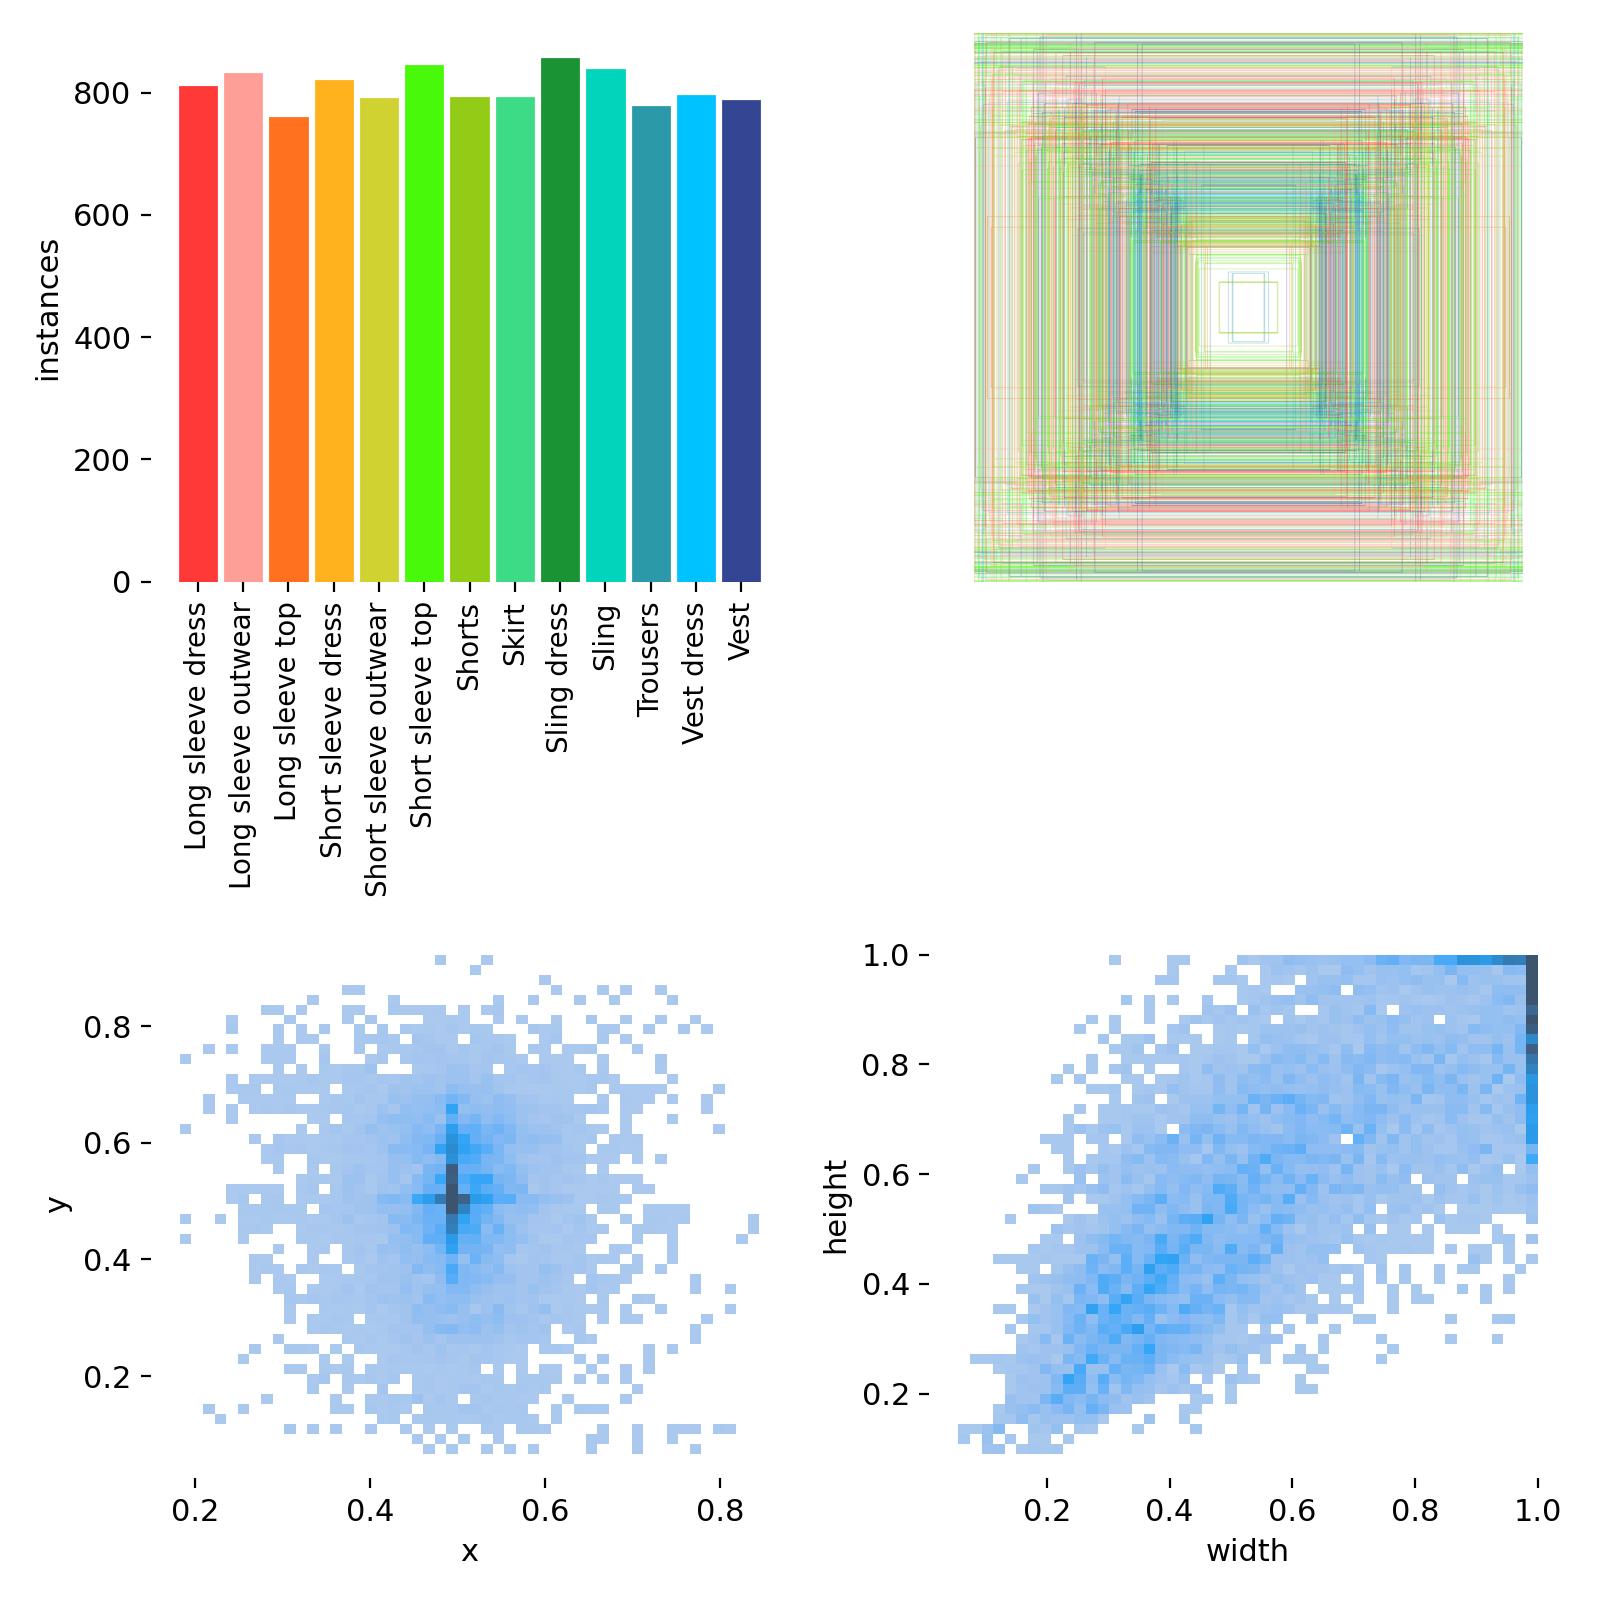 800
600
400
200
0
instances
Long sleeve dress
Long sleeve outwear
Long sleeve top
Short sleeve dress
Short sleeve outwear
Short sleeve top
Shorts
Skirt
Sling dress
Sling
Trousers
Vest dress
Vest
0.8
0.6
0.4
0.2
y
0.2 0.4 0.6 0.8
x
1.0
0.8
0.6
0.4
0.2
height
0.2 0.4 0.6 0.8 1.0
width